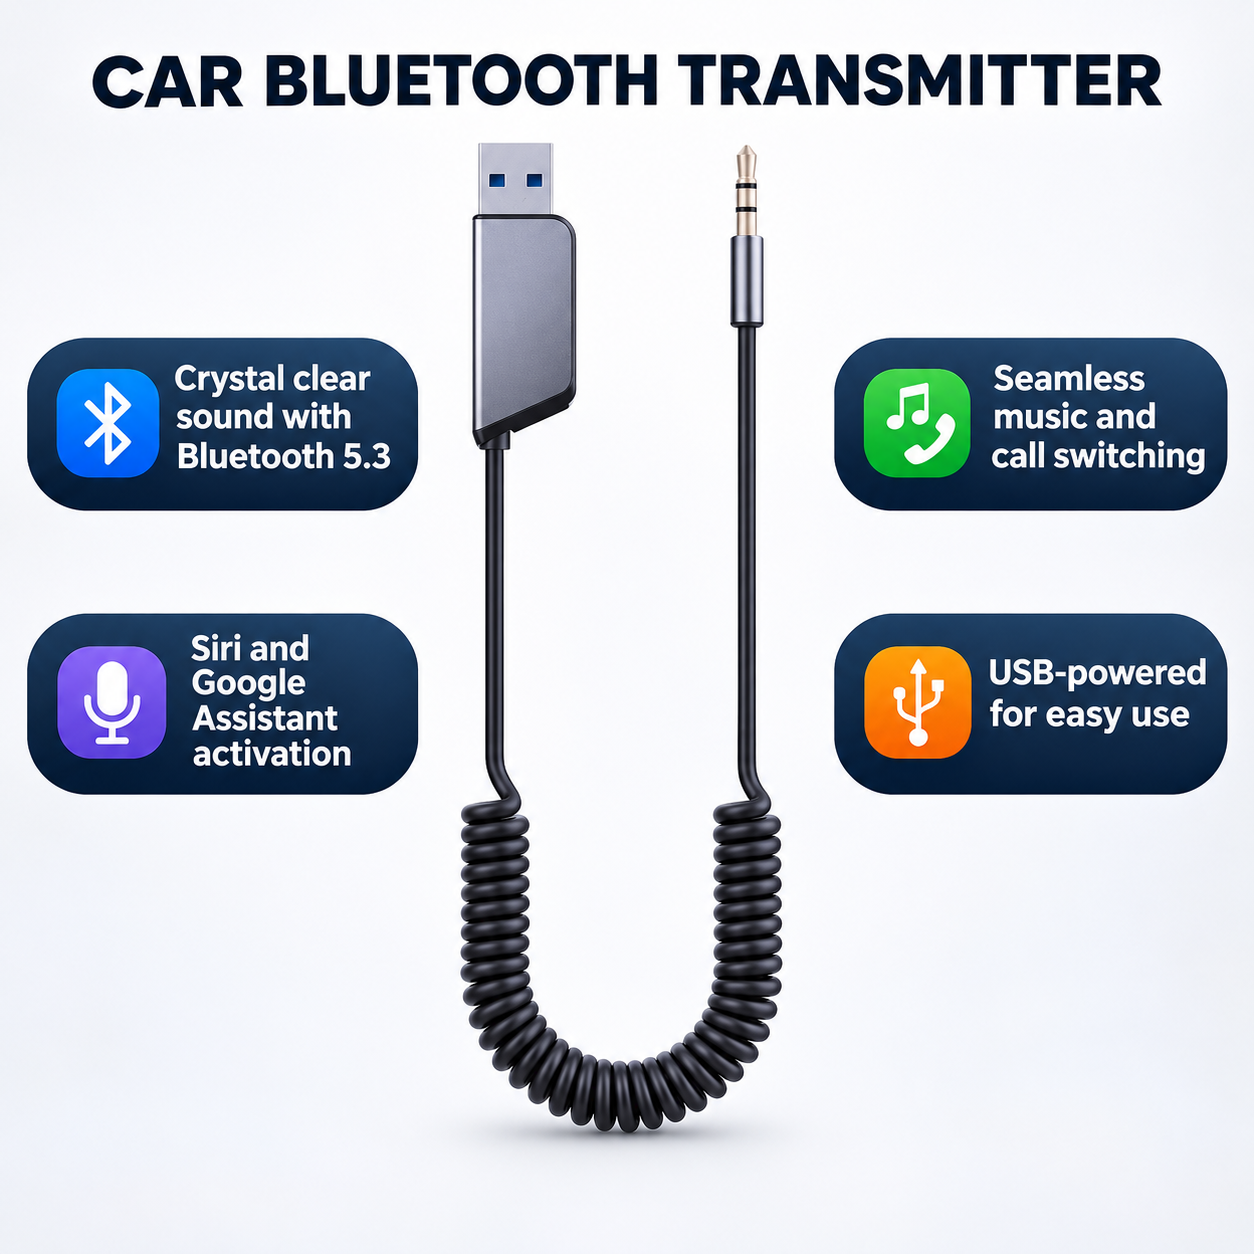 CAR BLUETOOTH TRANSMITTER
Crystal clear
sound with
Bluetooth 5.3
Seamless
music and
call switching
Siri and
Google
Assistant
activation
USB-powered
for easy use